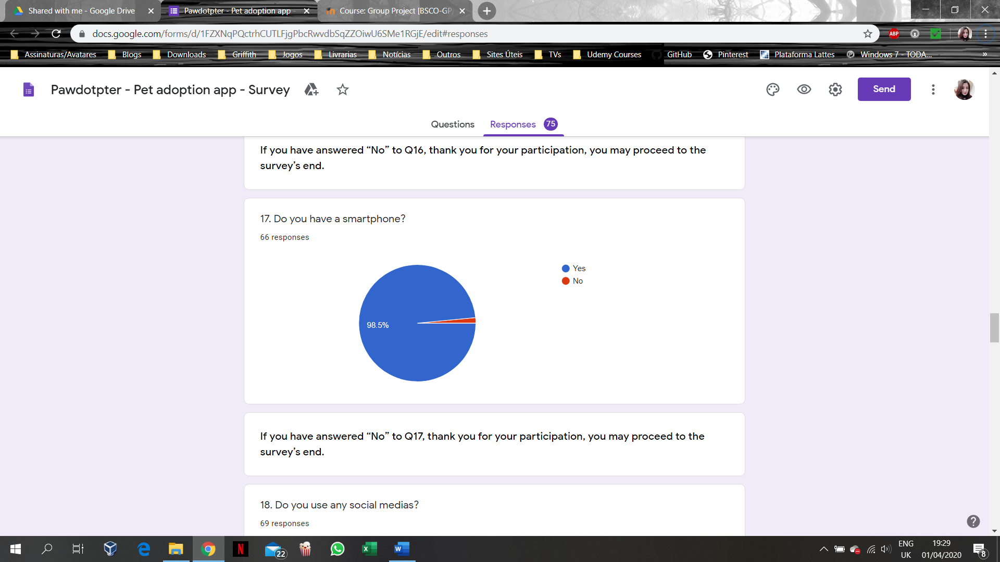 Shared with me - Google Drive
Pawdotpter - Pet adoption app -
Course: Group Project [BSCO-GP
docs.google.com/forms/d/1FZXNqPQctrhCUTLFjgPbcRwvdbSqZZOiwU6SMe1RGjE/edit#responses
ABP
Assinaturas/Avatares Blogs Downloads Griffith Jogos Livrarias Notícias Outros Sites Úteis TVs Udemy Courses GitHub Pinterest Plataforma Lattes Windows 7 - TODA... »
Pawdotpter - Pet adoption app - Survey
Send
Questions Responses 75
If you have answered “No” to Q16, thank you for your participation, you may proceed to the
survey’s end.
17. Do you have a smartphone?
66 responses
Yes
No
98.5%
If you have answered “No” to Q17, thank you for your participation, you may proceed to the
survey’s end.
18. Do you use any social medias?
69 responses
22
ENG
UK
19:29
01/04/2020
8